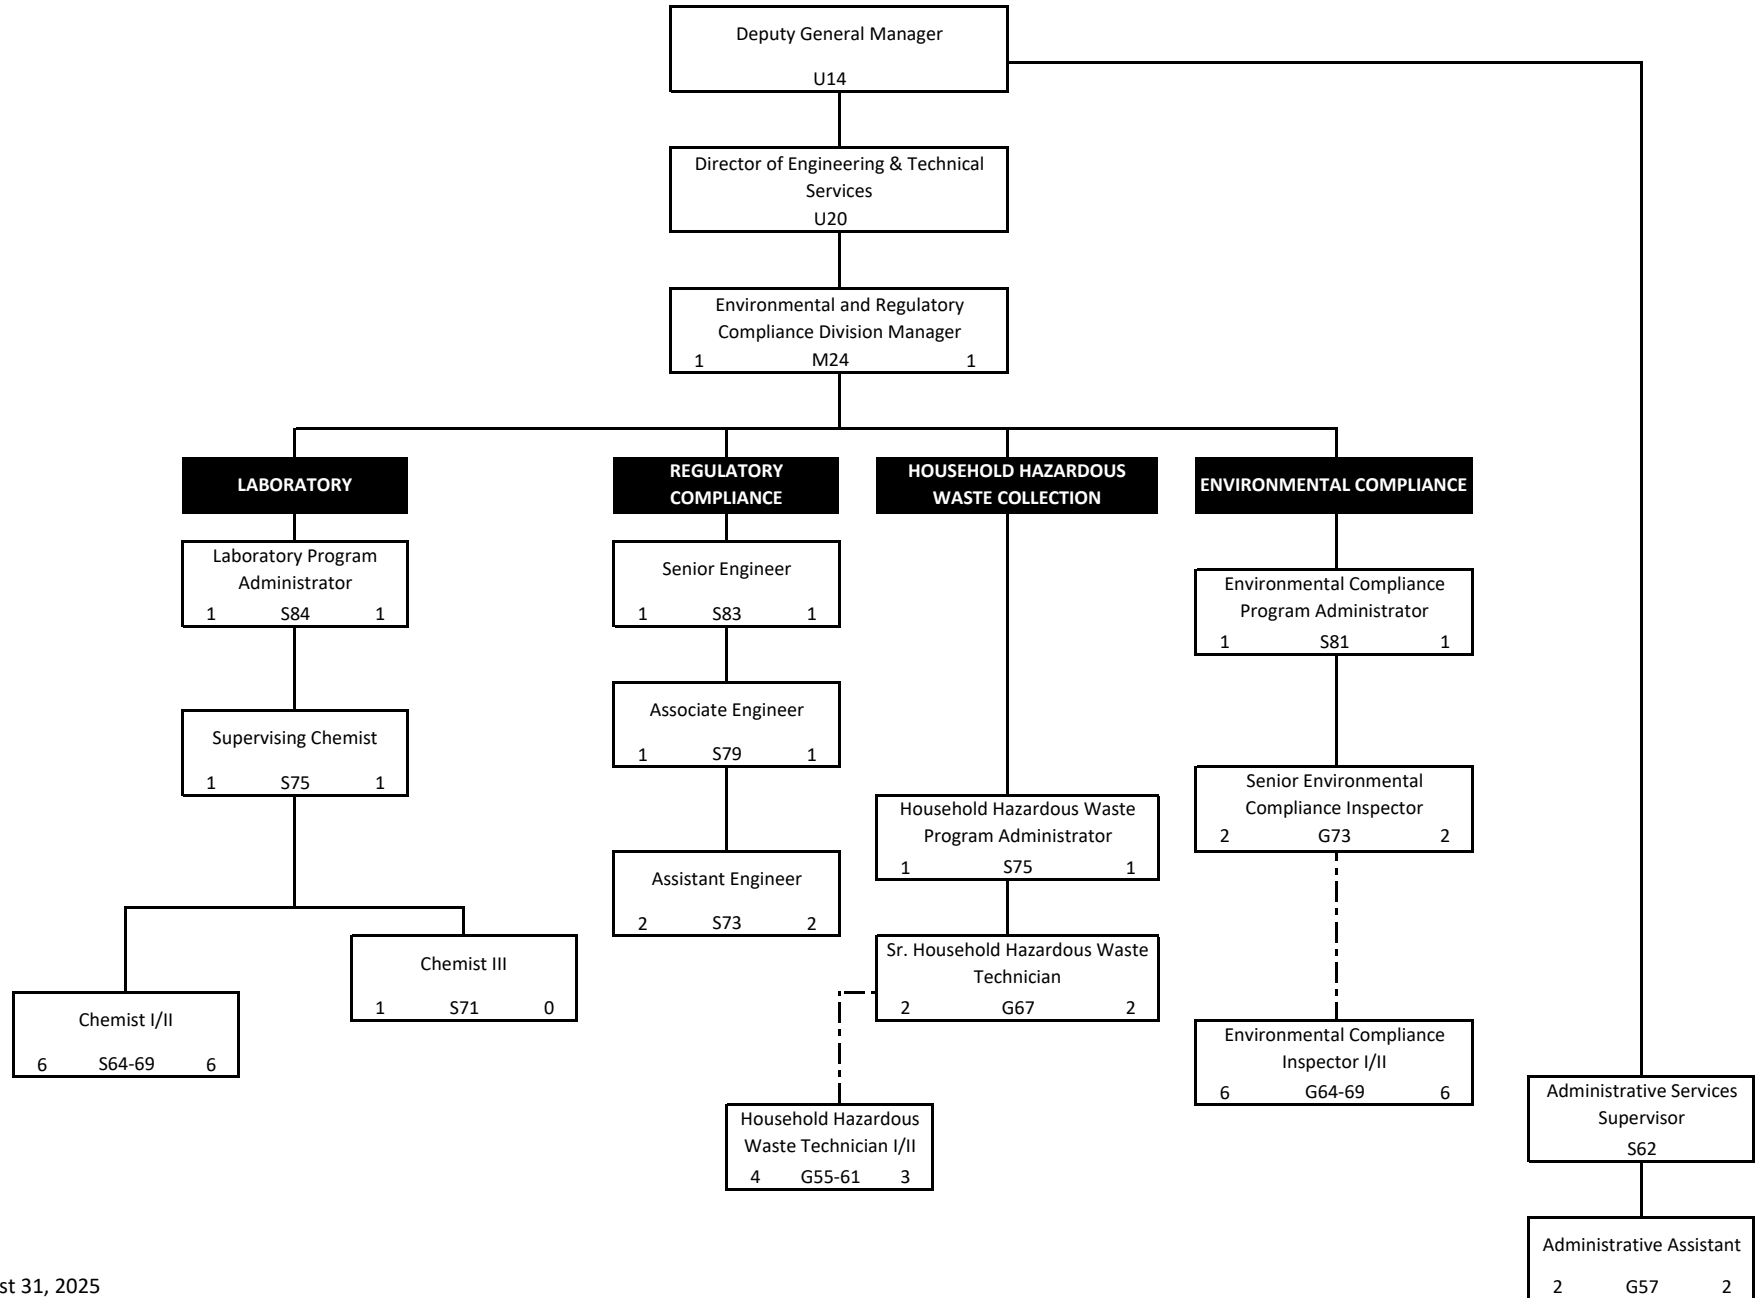 Deputy General Manager
U14
Director of Engineering & Technical
Services
U20
Environmental and Regulatory
Compliance Division Manager
1 M24 1
LABORATORY
Laboratory Program
Administrator
1 S84 1
Supervising Chemist
1 S75 1
Chemist I/II
6 S64-69 6
Chemist III
1 S71 0
REGULATORY
COMPLIANCE
Senior Engineer
1 S83 1
Associate Engineer
1 S79 1
Assistant Engineer
2 S73 2
HOUSEHOLD HAZARDOUS
WASTE COLLECTION
Household Hazardous Waste
Program Administrator
1 S75 1
Sr. Household Hazardous Waste
Technician
2 G67 2
Household Hazardous
Waste Technician I/II
4 G55-61 3
ENVIRONMENTAL COMPLIANCE
Environmental Compliance
Program Administrator
1 S81 1
Senior Environmental
Compliance Inspector
2 G73 2
Environmental Compliance
Inspector I/II
6 G64-69 6
Administrative Services
Supervisor
S62
Administrative Assistant
2 G57 2
st 31, 2025